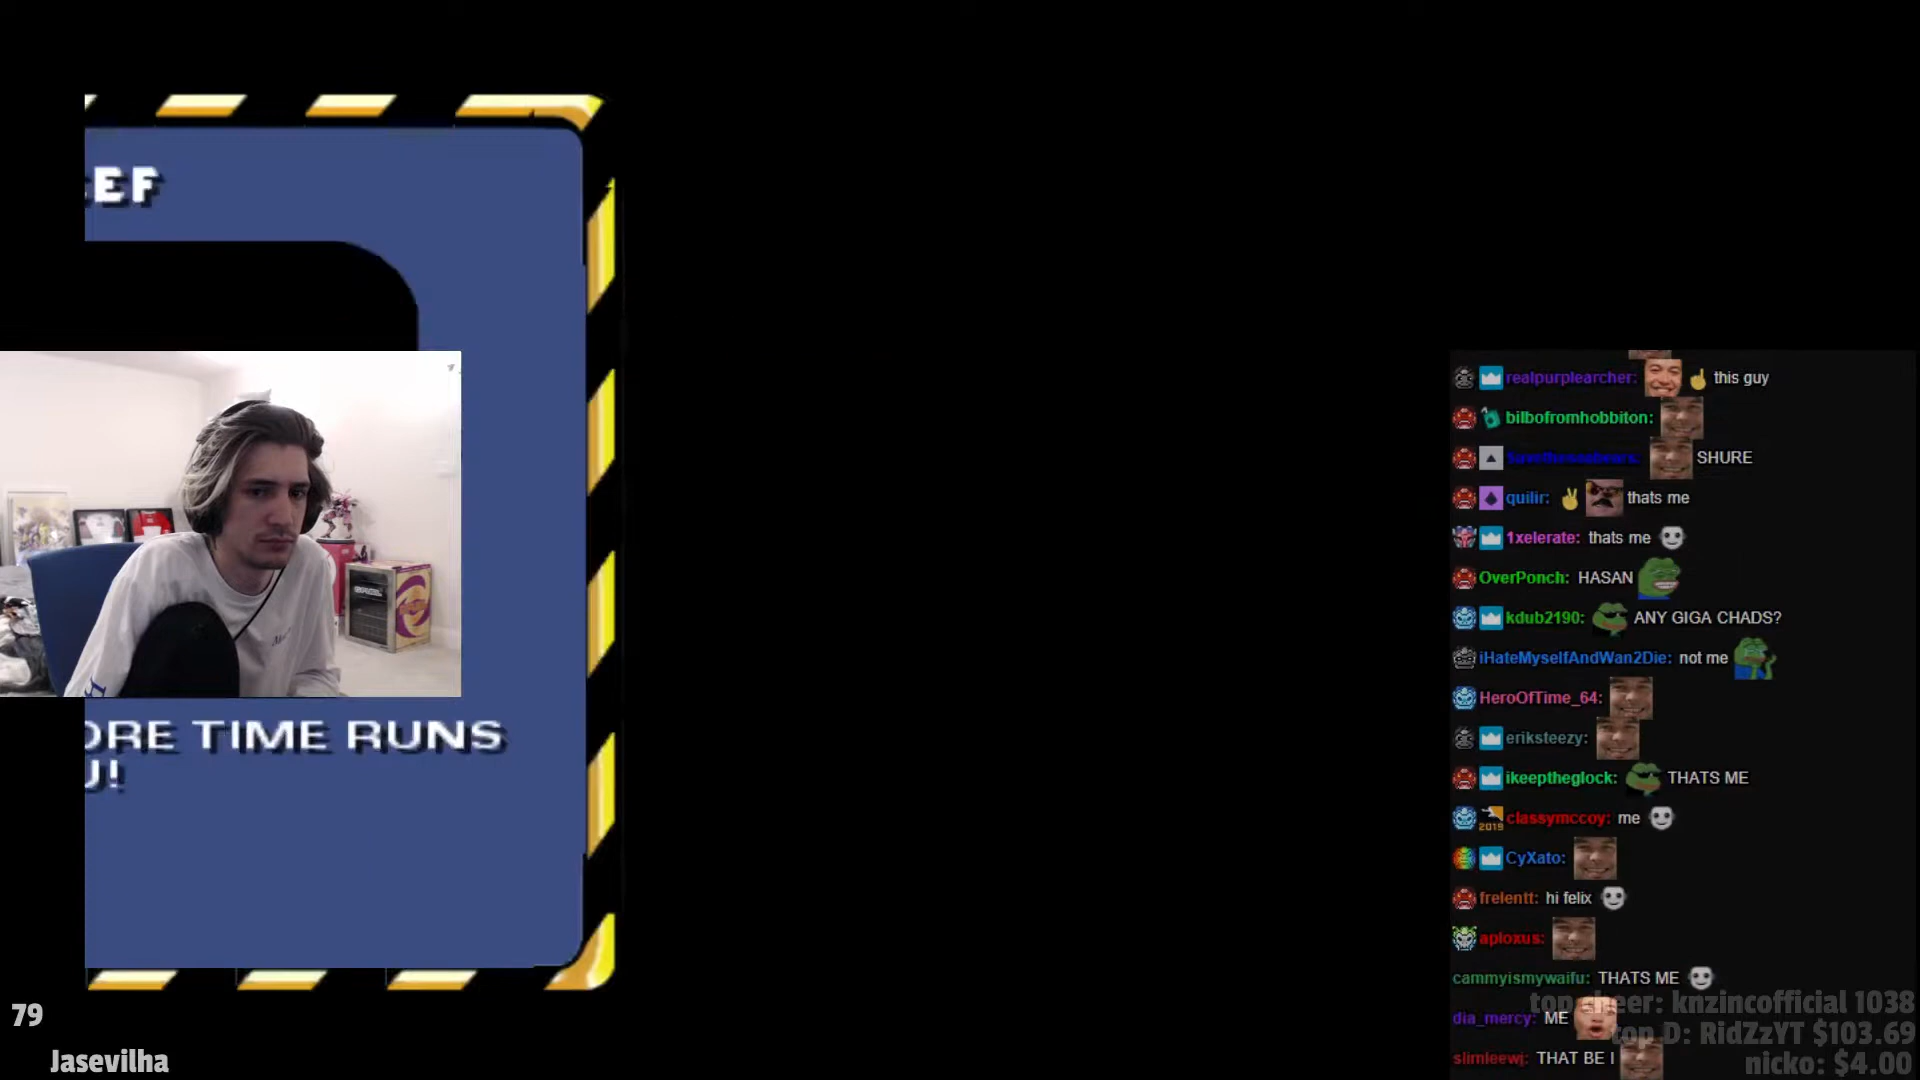 EF
ORE TIME RUNS
U!
realpurplearcher: this guy
bilbofromhobbiton:
SHURE
quilir: thats me
1xelerate: thats me
OverPonch: HASAN
kdub2190: ANY GIGA CHADS?
iHateMyselfAndWan2Die: not me
HeroOfTime_64:
eriksteezy:
ikeeptheglock: THATS ME
2019 classymccoy: me
CyXato:
frelentt: hi felix
aploxus:
cammyismywaifu: THATS ME
dia_mercy: ME
slimleewj: THAT BE I
top cheer: knzincofficial 1038
top D: RidZzYT $103.69
nicko: $4.00
79
Jasevilha